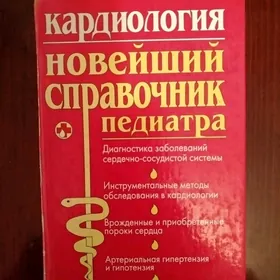 КАРДИОЛОГИЯ
НОВЕЙШИЙ
СПРАВОЧНИК
ПЕДИАТРА
Диагностика заболеваний
сердечно-сосудистой системы
Инструментальные методы
обследования в кардиологии
Врожденные и приобретенные
пороки сердца
Артериальная гипертензия
и гипотензия